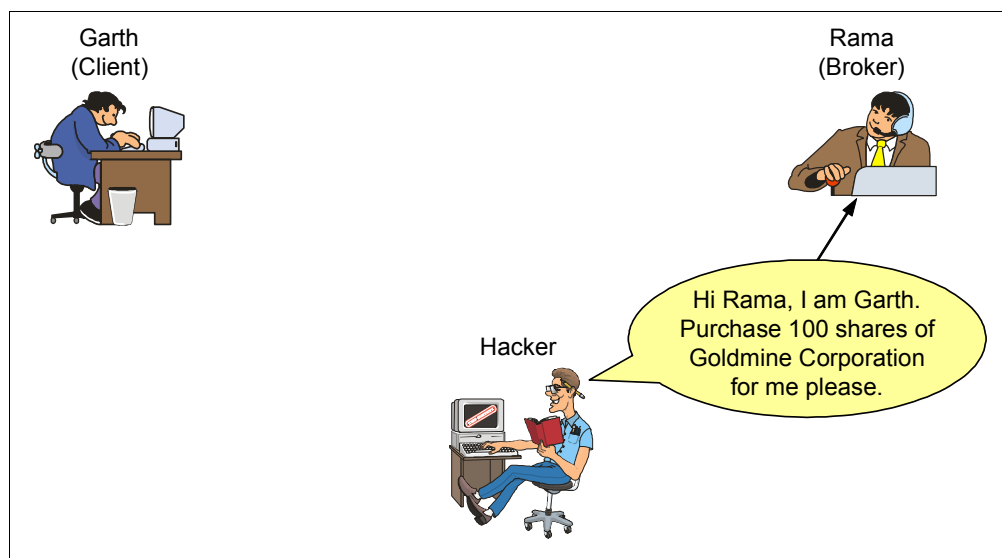 Garth
(Client)
Rama
(Broker)
Hi Rama, I am Garth.
Purchase 100 shares of
Goldmine Corporation
for me please.
Hacker